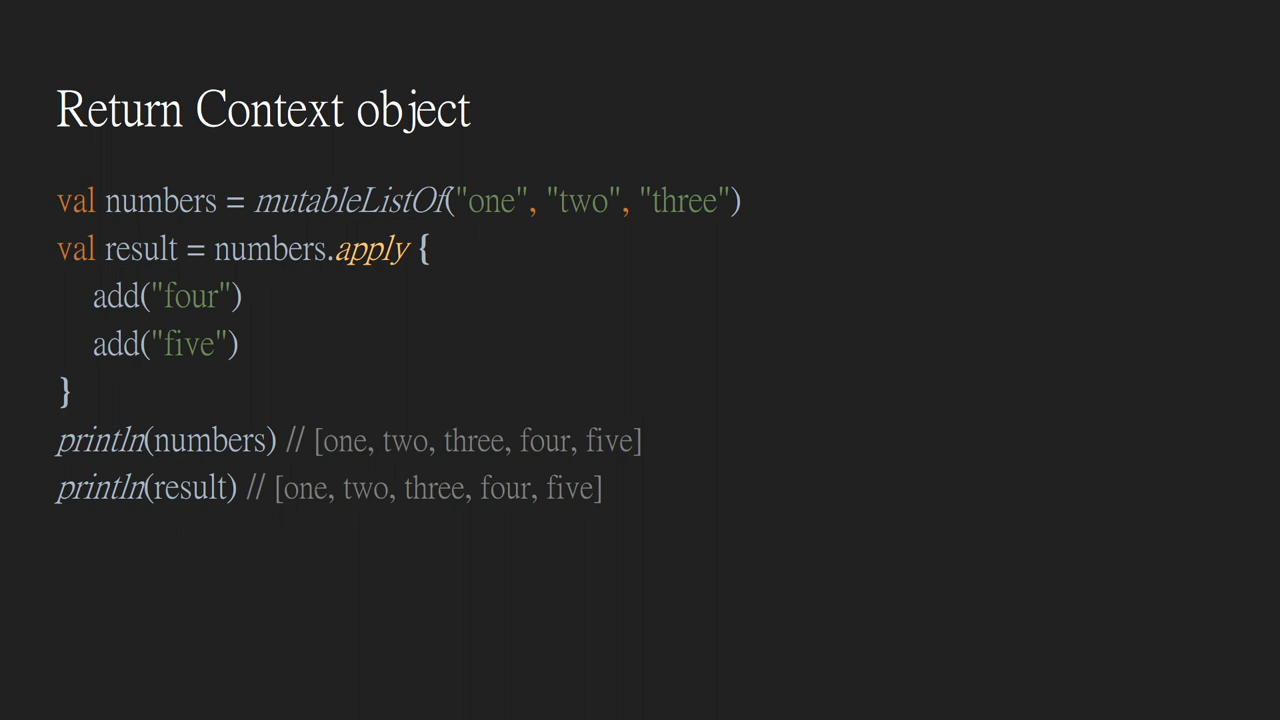 Return Context object
val numbers = mutableListOf("one", "two", "three")
val result = numbers.apply {
    add("four")
    add("five")
}
println(numbers) // [one, two, three, four, five]
println(result) // [one, two, three, four, five]